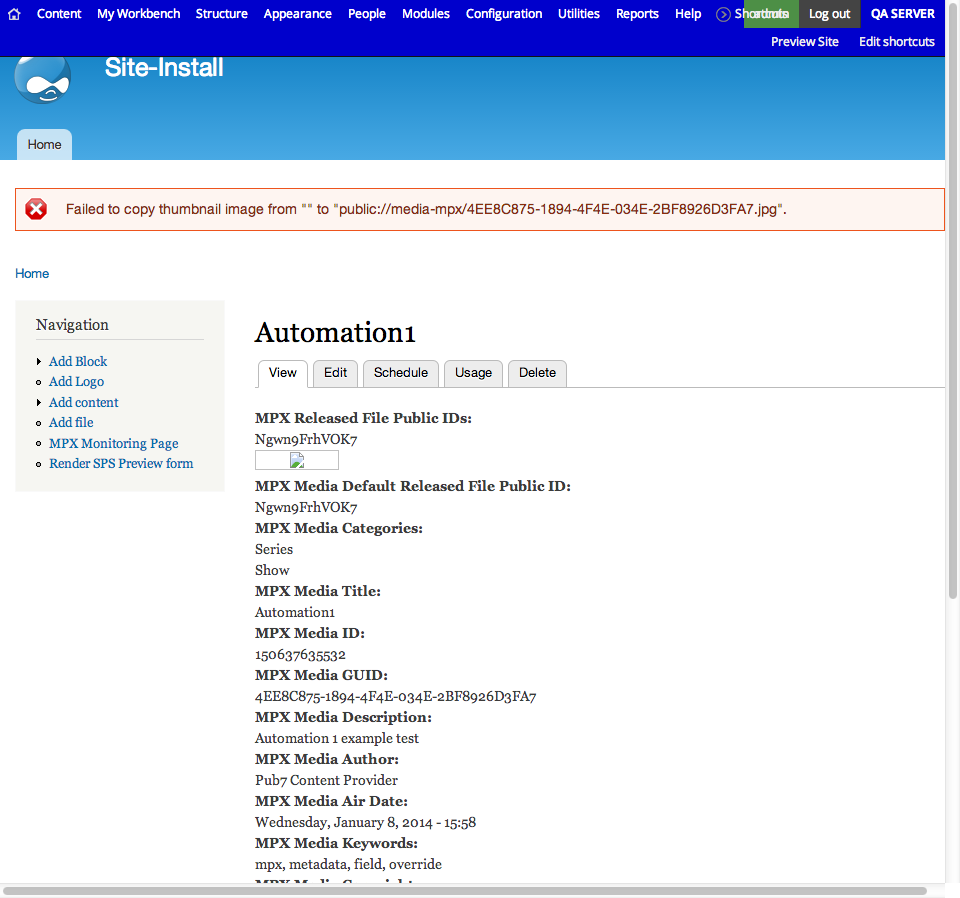 Content My Workbench Structure Appearance People Modules Configuration Utilities Reports Help Shortcuts Log out QA SERVER
Preview Site Edit shortcuts
Site-Install
Home
Failed to copy thumbnail image from "" to "public://media-mpx/4EE8C875-1894-4F4E-034E-2BF8926D3FA7.jpg".
Home
Navigation
Add Block
Add Logo
Add content
Add file
MPX Monitoring Page
Render SPS Preview form
Automation1
View Edit Schedule Usage Delete
MPX Released File Public IDs:
Ngwn9FrhVOK7
MPX Media Default Released File Public ID:
Ngwn9FrhVOK7
MPX Media Categories:
Series
Show
MPX Media Title:
Automation1
MPX Media ID:
150637635532
MPX Media GUID:
4EE8C875-1894-4F4E-034E-2BF8926D3FA7
MPX Media Description:
Automation 1 example test
MPX Media Author:
Pub7 Content Provider
MPX Media Air Date:
Wednesday, January 8, 2014 - 15:58
MPX Media Keywords:
mpx, metadata, field, override
MPX Media Copyright: